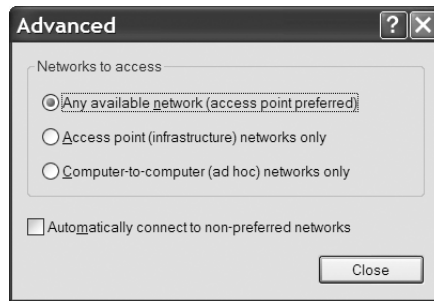 Advanced
Networks to access
Any available network (access point preferred)
Access point (infrastructure) networks only
Computer-to-computer (ad hoc) networks only
Automatically connect to non-preferred networks
Close